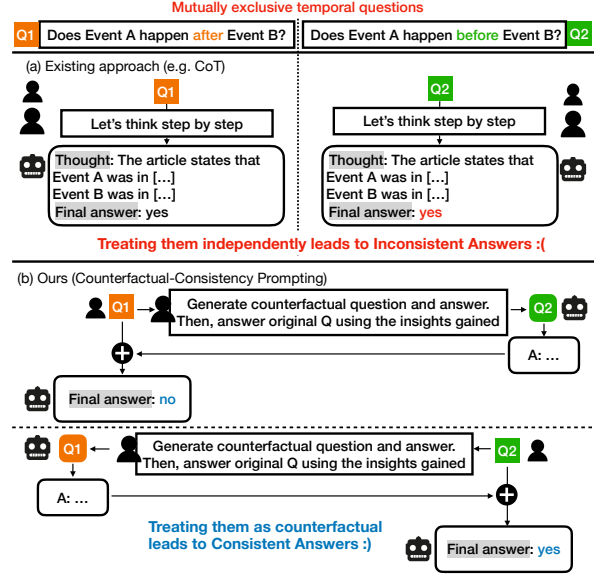 Mutually exclusive temporal questions
Q1 Does Event A happen after Event B?
Does Event A happen before Event B? Q2
(a) Existing approach (e.g. CoT)
Q1
Let's think step by step
Thought: The article states that
Event A was in [...]
Event B was in [...]
Final answer: yes
Q2
Let's think step by step
Thought: The article states that
Event A was in [...]
Event B was in [...]
Final answer: yes
Treating them independently leads to Inconsistent Answers :(
(b) Ours (Counterfactual-Consistency Prompting)
Q1
Generate counterfactual question and answer.
Then, answer original Q using the insights gained
Q2
A: ...
Final answer: no
Q1
Generate counterfactual question and answer.
Then, answer original Q using the insights gained
Q2
A: ...
Treating them as counterfactual
leads to Consistent Answers :)
Final answer: yes